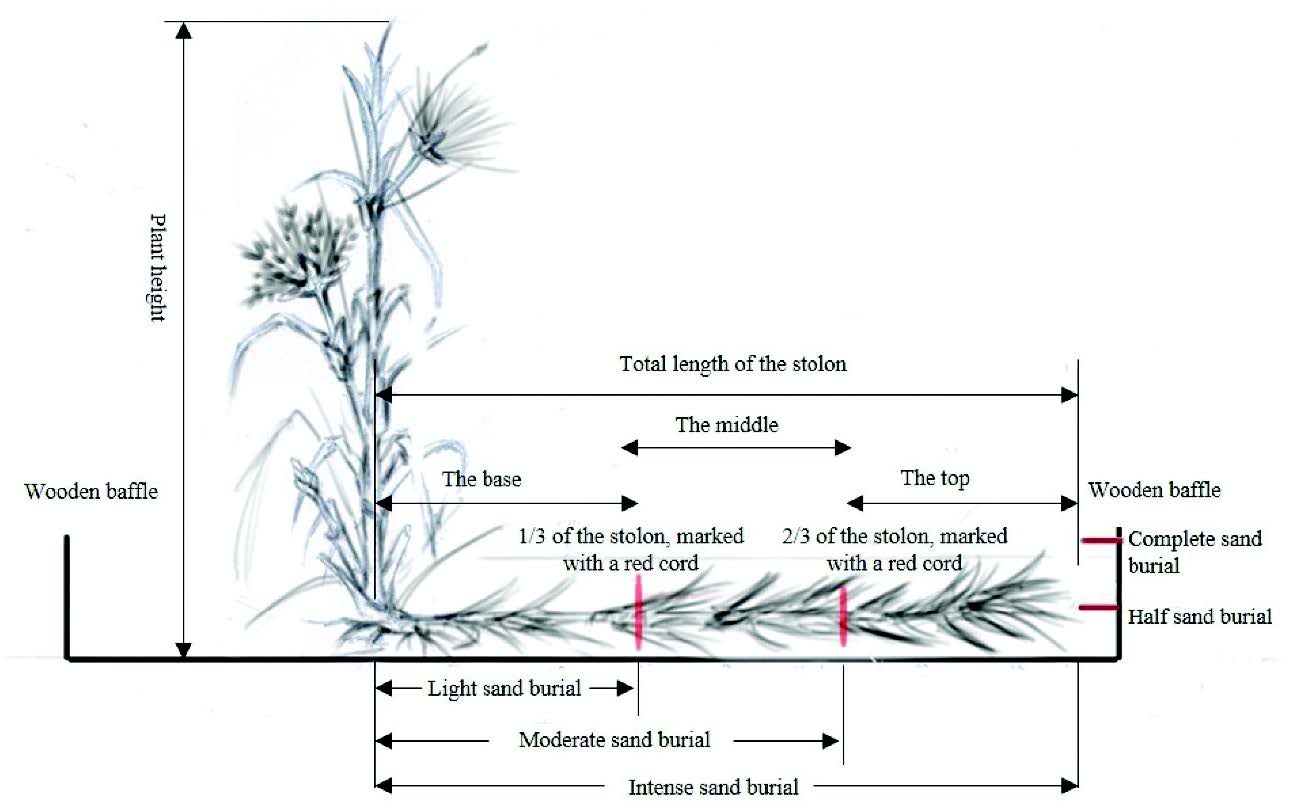 Plant height
Total length of the stolon
The middle
The base
The top
Wooden baffle
Wooden baffle
1/3 of the stolon, marked
with a red cord
2/3 of the stolon, marked
with a red cord
Complete sand
burial
Half sand burial
Light sand burial
Moderate sand burial
Intense sand burial